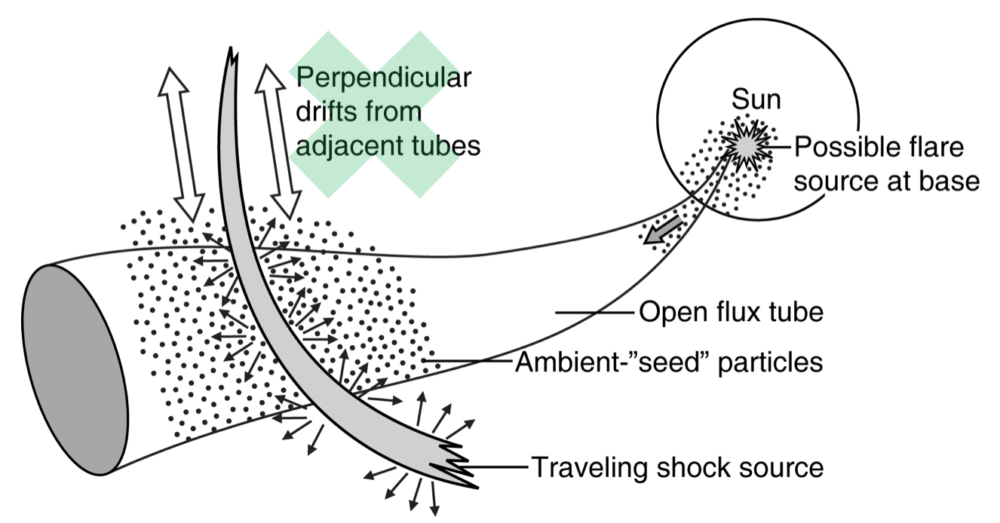 Perpendicular
drifts from
adjacent tubes
Sun
Possible flare
source at base
Open flux tube
Ambient-”seed” particles
Traveling shock source